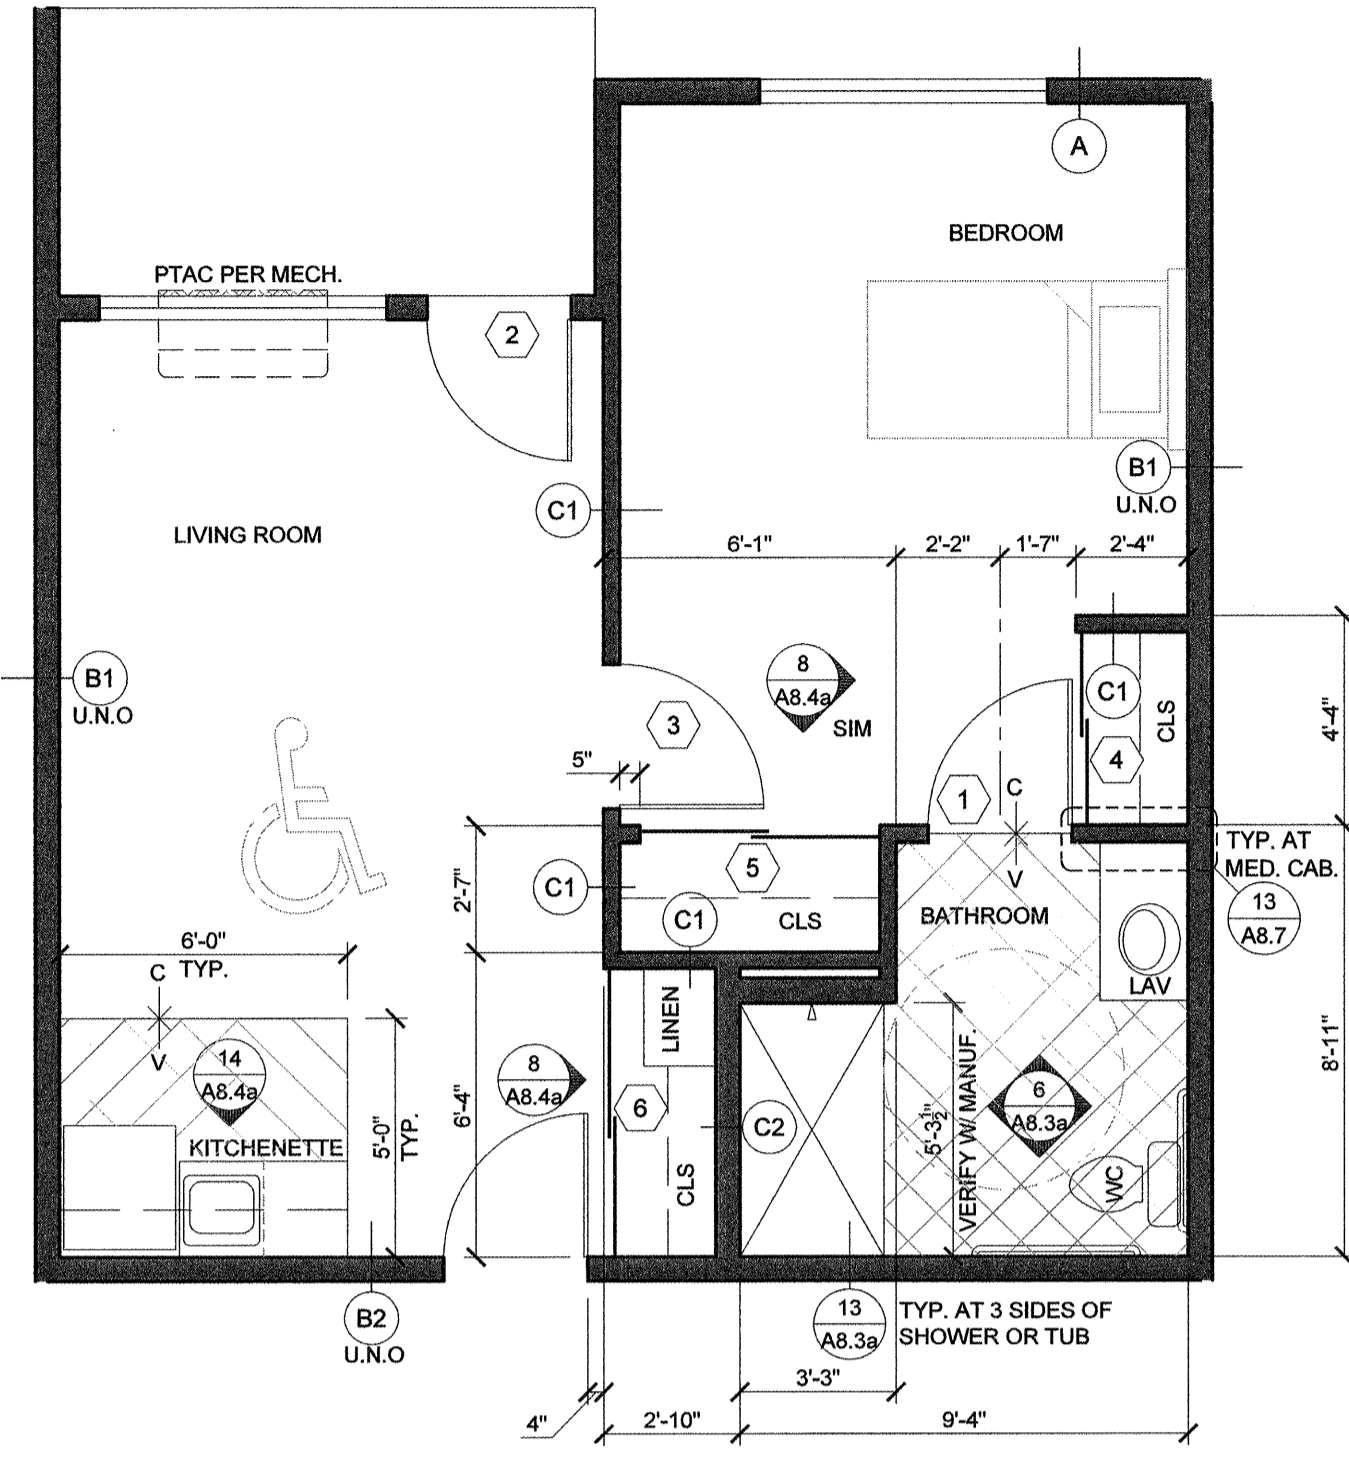 A
BEDROOM
PTAC PER MECH.
2
B1
U.N.O
C1
LIVING ROOM
6'-1"
2'-2"
1'-7"
2'-4"
B1
U.N.O
8
A8.4a
SIM
3
C1
CLS
4
4'-4"
5"
1
C
V
TYP. AT
MED. CAB.
13
A8.7
5
C1
2'-7"
CLS
C1
BATHROOM
LAV
6'-0"
TYP.
C
V
14
A8.4a
KITCHENETTE
5'-0"
TYP.
6'-4"
8
A8.4a
LINEN
6
CLS
C2
5'-3½"
VERIFY W/ MANUF.
6
A8.3a
WC
8'-11"
B2
U.N.O
13
A8.3a
TYP. AT 3 SIDES OF
SHOWER OR TUB
3'-3"
4"
2'-10"
9'-4"